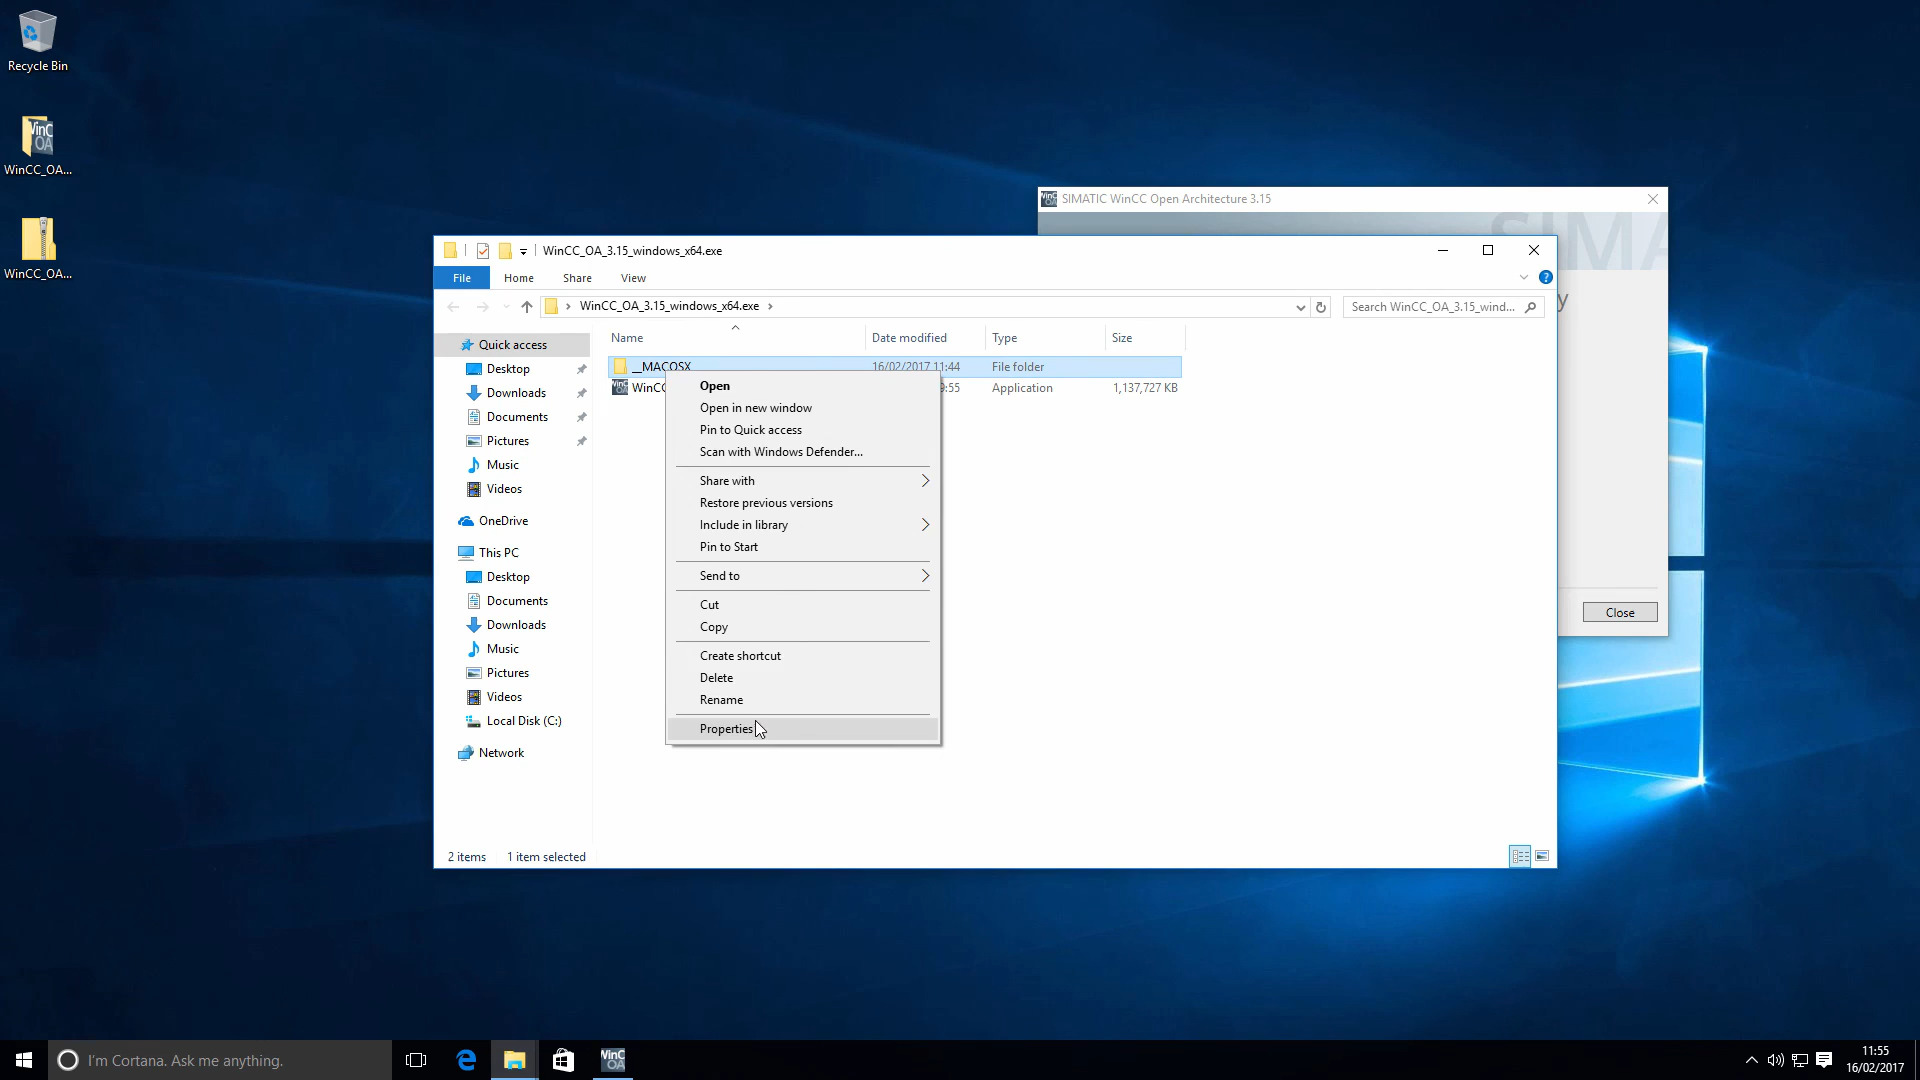 Recycle Bin
WinCC_OA...
WinCC_OA...
SIMATIC WinCC Open Architecture 3.15
SIMA
y
Close
WinCC_OA_3.15_windows_x64.exe
File Home Share View
WinCC_OA_3.15_windows_x64.exe
Search WinCC_OA_3.15_wind...
Name Date modified Type Size
__MACOSX 16/02/2017 11:44 File folder
WinCC :55 Application 1,137,727 KB
Quick access
Desktop
Downloads
Documents
Pictures
Music
Videos
OneDrive
This PC
Desktop
Documents
Downloads
Music
Pictures
Videos
Local Disk (C:)
Network
Open
Open in new window
Pin to Quick access
Scan with Windows Defender...
Share with
Restore previous versions
Include in library
Pin to Start
Send to
Cut
Copy
Create shortcut
Delete
Rename
Properties
2 items 1 item selected
I'm Cortana. Ask me anything.
WinC OA
11:55
16/02/2017